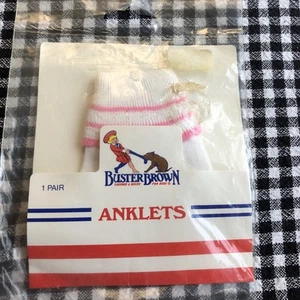 BUSTER BROWN
1 PAIR
ANKLETS